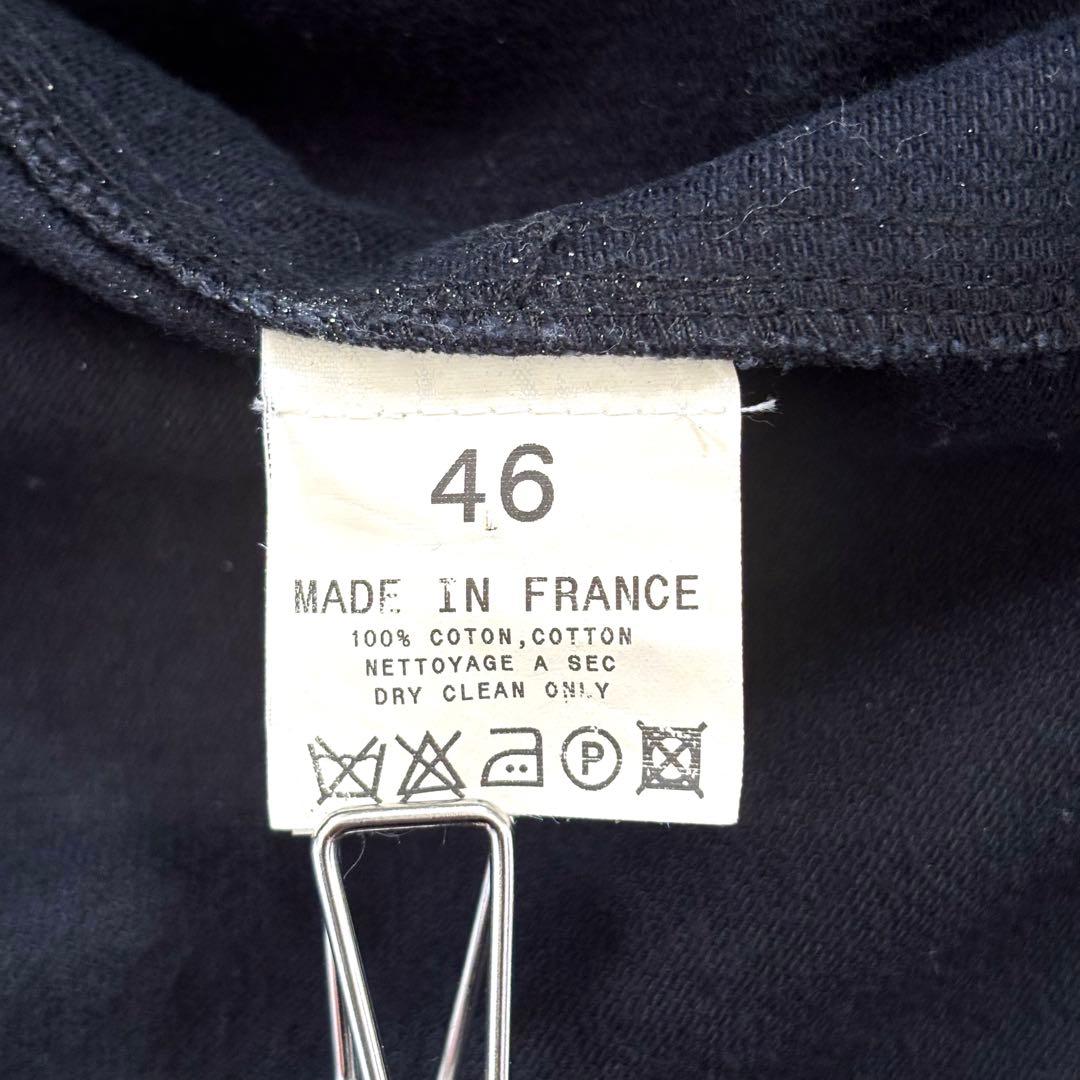 46
MADE IN FRANCE
100% COTON,COTTON
NETTOYAGE A SEC
DRY CLEAN ONLY
P